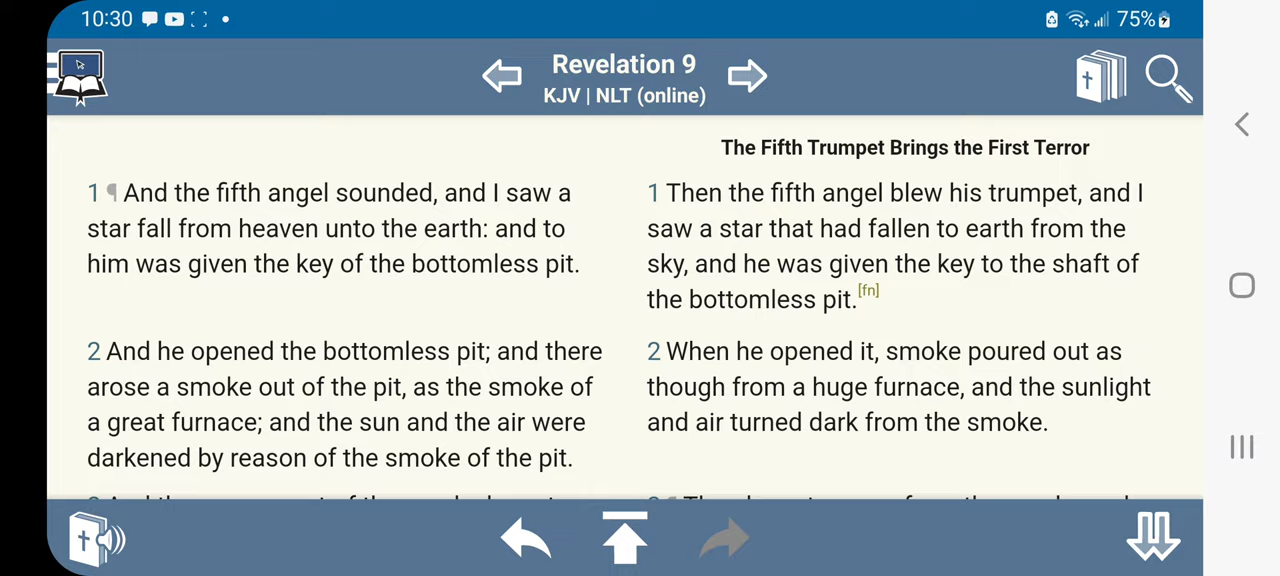 10:30
75%
Revelation 9
KJV | NLT (online)
The Fifth Trumpet Brings the First Terror
1 ¶ And the fifth angel sounded, and I saw a
star fall from heaven unto the earth: and to
him was given the key of the bottomless pit.
2 And he opened the bottomless pit; and there
arose a smoke out of the pit, as the smoke of
a great furnace; and the sun and the air were
darkened by reason of the smoke of the pit.
1 Then the fifth angel blew his trumpet, and I
saw a star that had fallen to earth from the
sky, and he was given the key to the shaft of
the bottomless pit.[fn]
2 When he opened it, smoke poured out as
though from a huge furnace, and the sunlight
and air turned dark from the smoke.